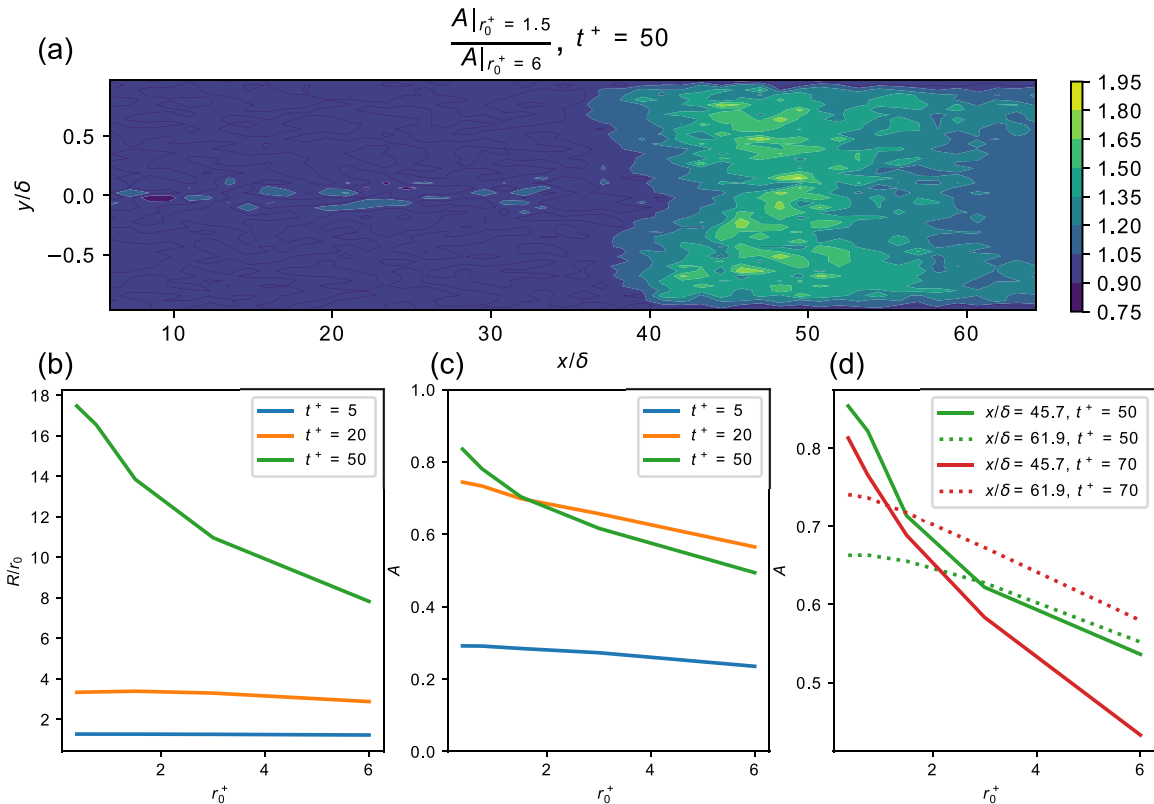 (a)
A|r₀⁺ = 1.5
A|r₀⁺ = 6
, t⁺ = 50
0.5
0.0
−0.5
y/δ
10 20 30 40 50 60
x/δ
1.95
1.80
1.65
1.50
1.35
1.20
1.05
0.90
0.75
(b)
18
16
14
12
10
8
6
4
2
R/r₀
t⁺ = 5
t⁺ = 20
t⁺ = 50
2 4 6
r₀⁺
(c)
1.0
0.8
0.6
0.4
0.2
0.0
A
t⁺ = 5
t⁺ = 20
t⁺ = 50
2 4 6
r₀⁺
(d)
0.8
0.7
0.6
0.5
A
x/δ = 45.7, t⁺ = 50
x/δ = 61.9, t⁺ = 50
x/δ = 45.7, t⁺ = 70
x/δ = 61.9, t⁺ = 70
2 4 6
r₀⁺